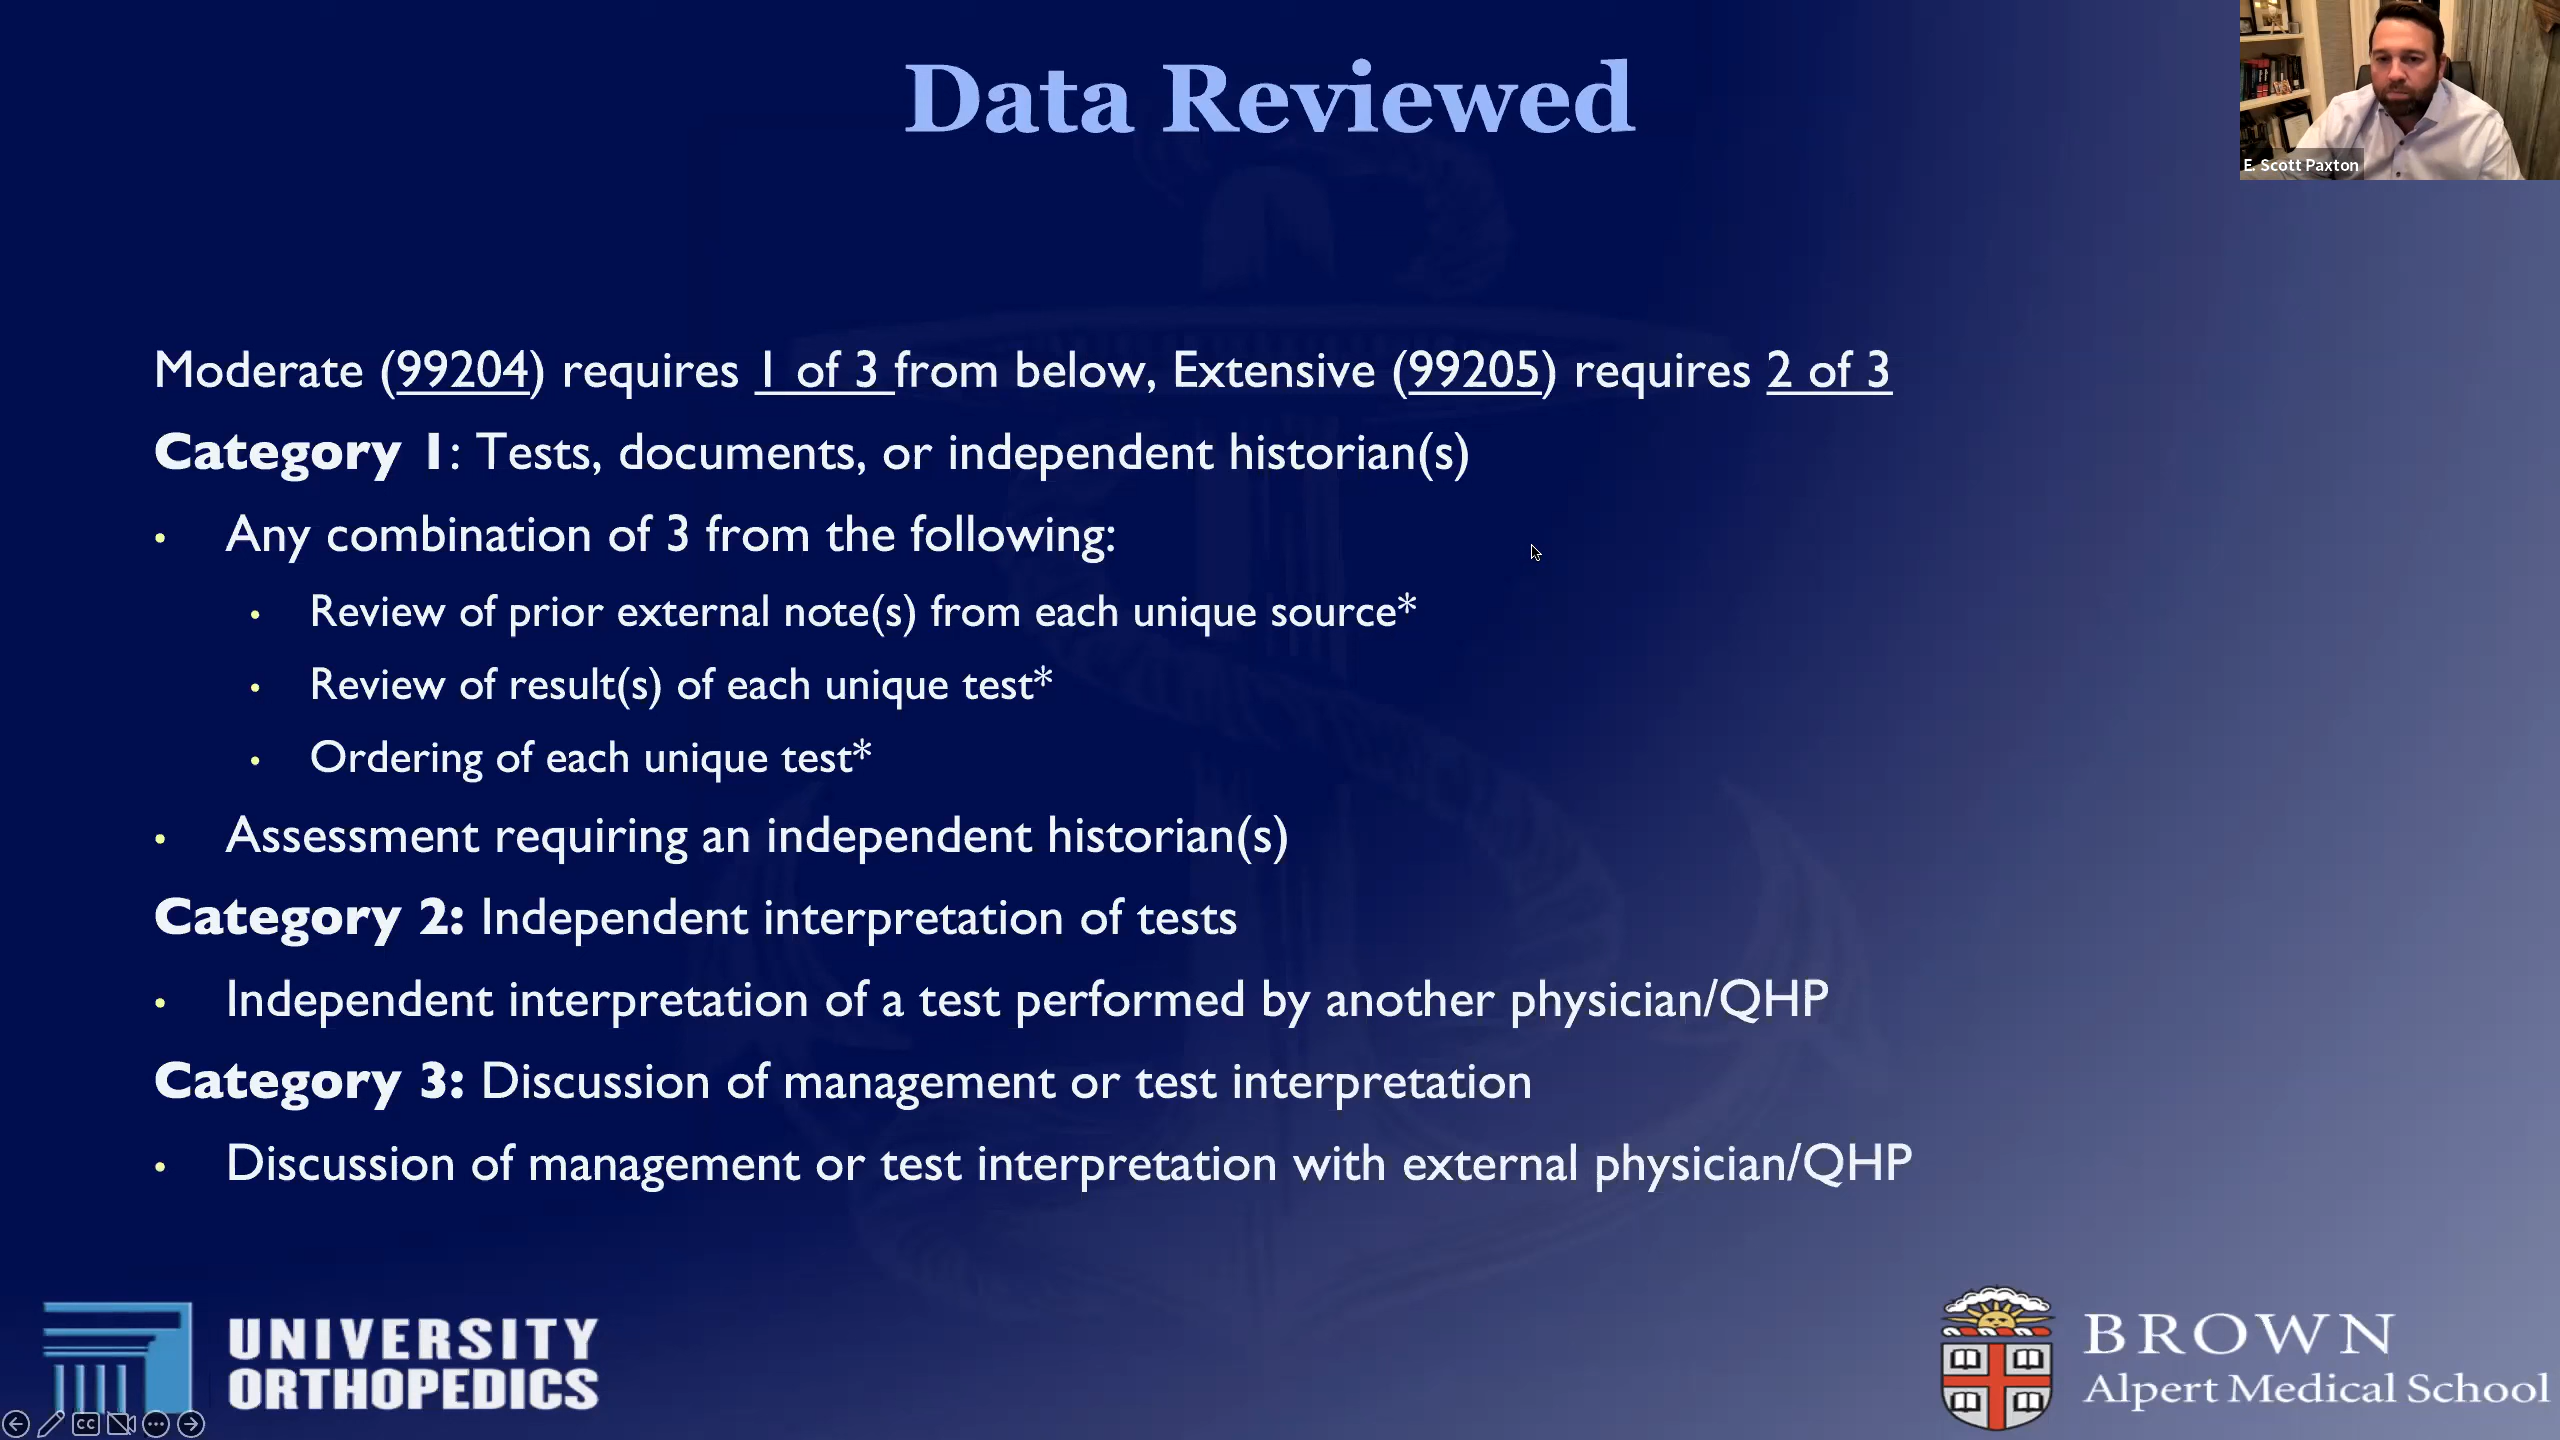 Data Reviewed
E. Scott Paxton
Moderate (99204) requires 1 of 3 from below, Extensive (99205) requires 2 of 3
Category 1: Tests, documents, or independent historian(s)
• Any combination of 3 from the following:
• Review of prior external note(s) from each unique source*
• Review of result(s) of each unique test*
• Ordering of each unique test*
• Assessment requiring an independent historian(s)
Category 2: Independent interpretation of tests
• Independent interpretation of a test performed by another physician/QHP
Category 3: Discussion of management or test interpretation
• Discussion of management or test interpretation with external physician/QHP
UNIVERSITY
ORTHOPEDICS
BROWN
Alpert Medical School
CC